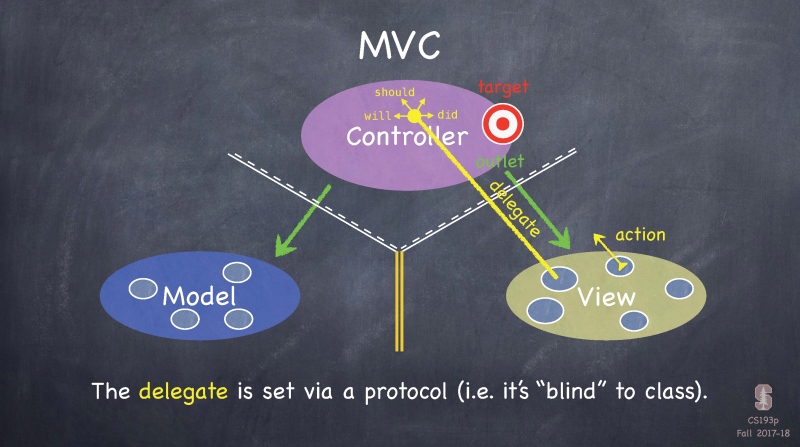 MVC
should
target
will
did
Controller
outlet
delegate
action
Model
View
The delegate is set via a protocol (i.e. it’s “blind” to class).
CS193p
Fall 2017-18